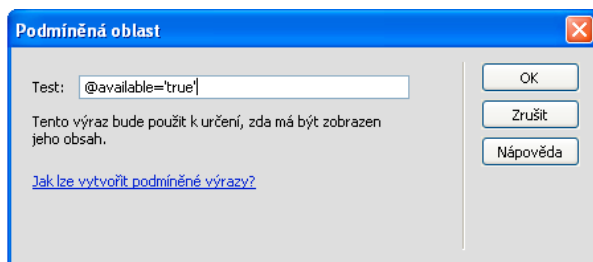 Podmíněná oblast
Test: @available='true'
Tento výraz bude použit k určení, zda má být zobrazen
jeho obsah.
Jak lze vytvořit podmíněné výrazy?
OK
Zrušit
Nápověda